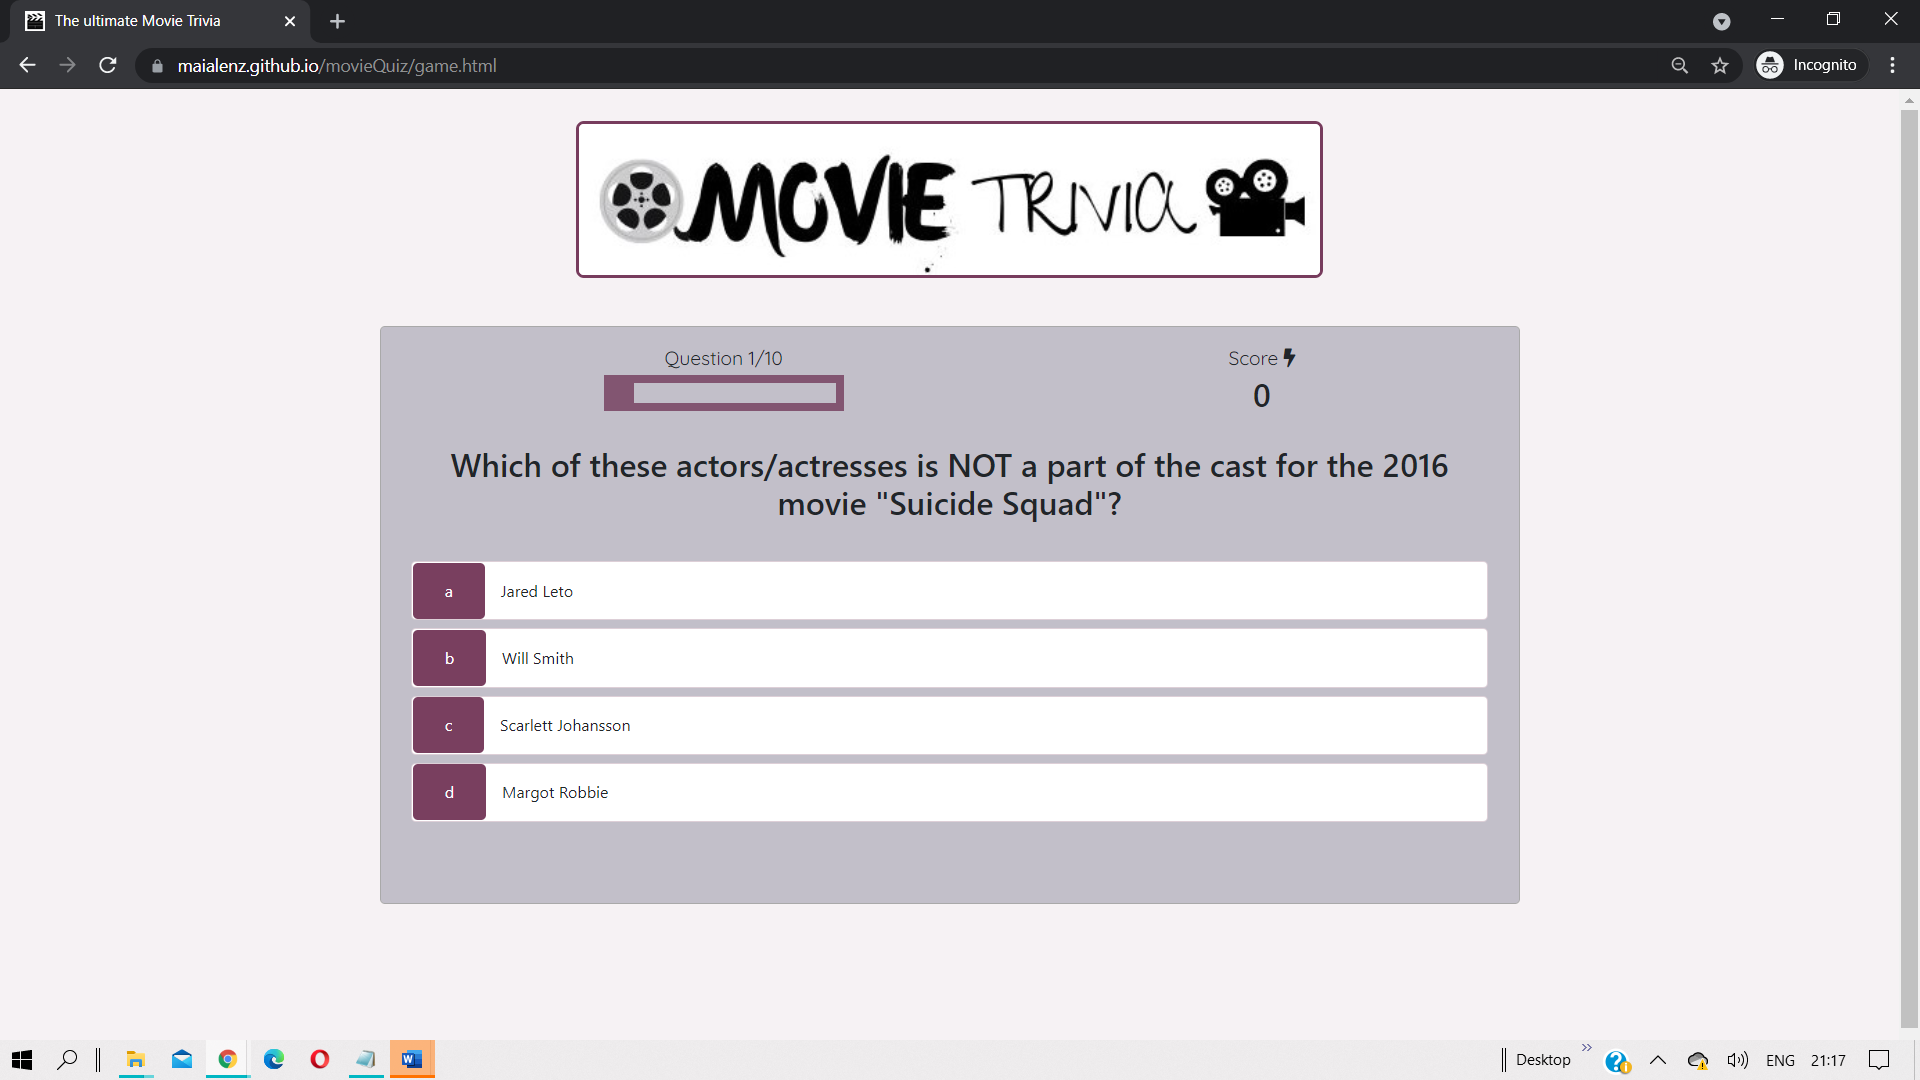 The ultimate Movie Trivia
maialenz.github.io/movieQuiz/game.html
Incognito
MOVIE TRIVIA
Question 1/10
Score
0
Which of these actors/actresses is NOT a part of the cast for the 2016
movie "Suicide Squad"?
a Jared Leto
b Will Smith
c Scarlett Johansson
d Margot Robbie
Desktop
ENG
21:17